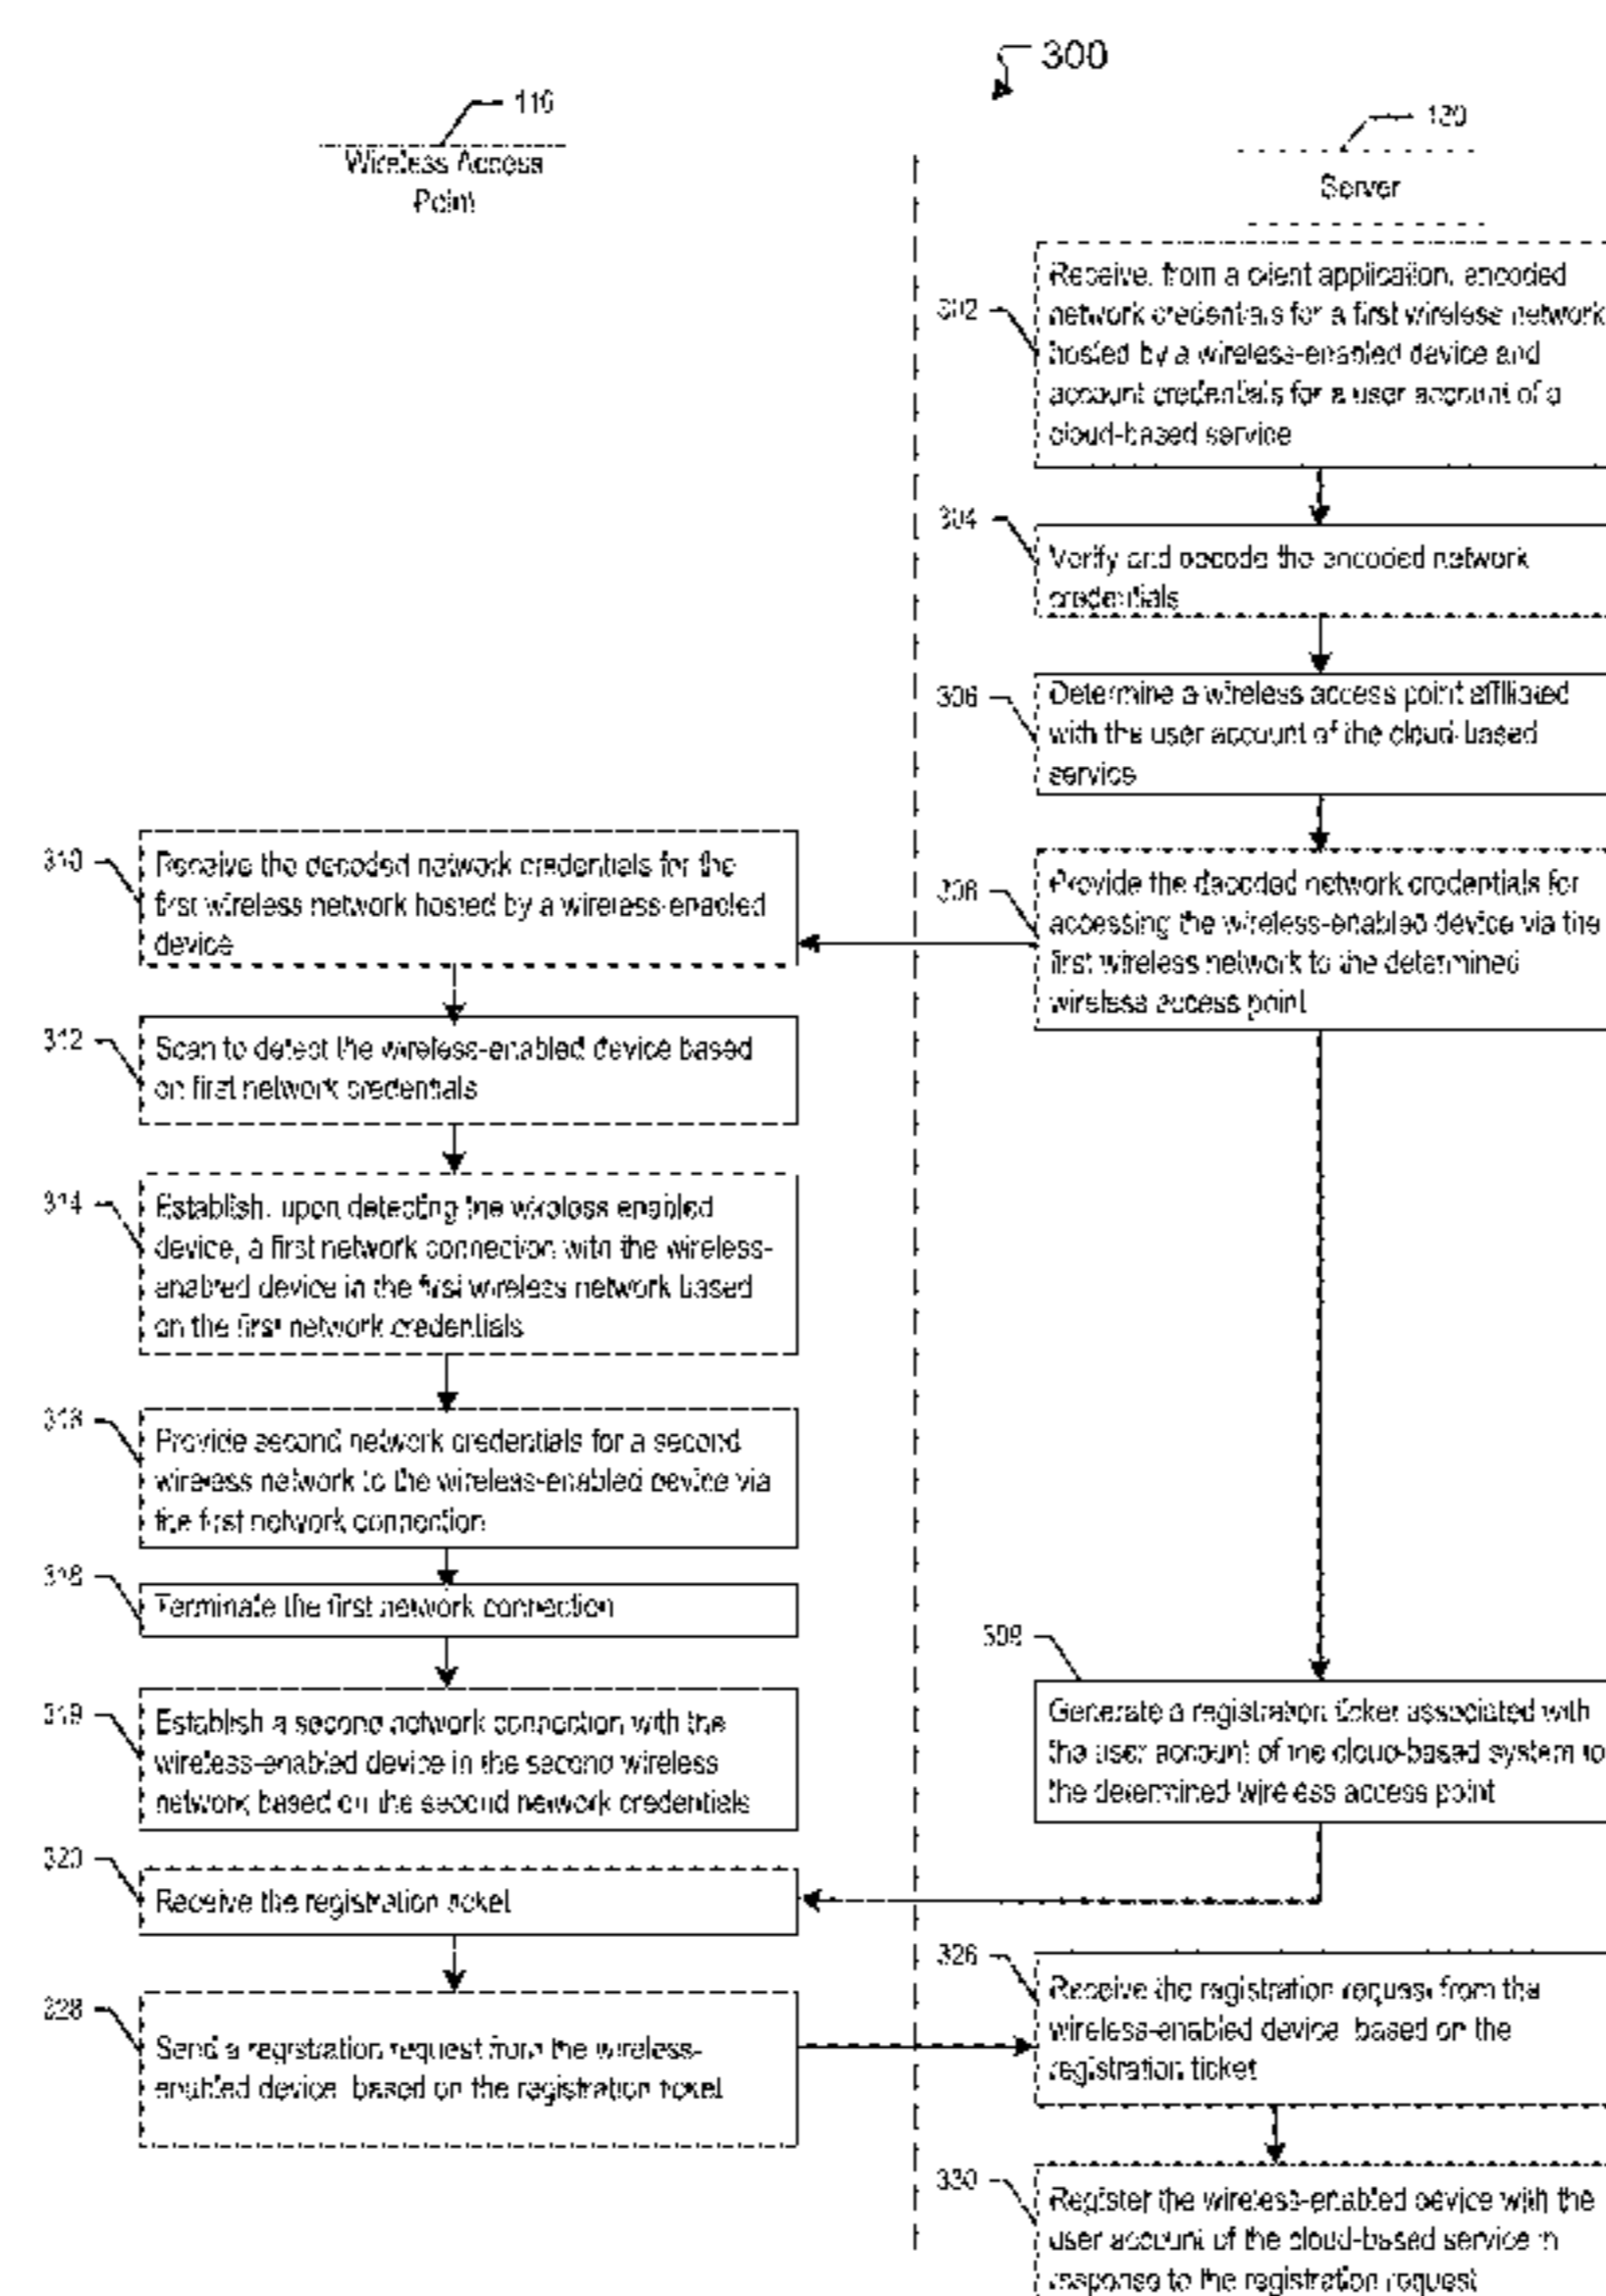 300
116
Wireless Access
Point
Server
302
Receive, from a client application, encoded
network credentials for a first wireless network
hosted by a wireless-enabled device and
account credentials for a user account of a
cloud-based service
304
Verify and decode the encoded network
credentials
306
Determine a wireless access point affiliated
with the user account of the cloud-based
service
310
Receive the decoded network credentials for the
first wireless network hosted by a wireless-enabled
device
Provide the decoded network credentials for
accessing the wireless-enabled device via the
first wireless network to the determined
wireless access point
312
Scan to detect the wireless-enabled device based
on first network credentials
314
Establish, upon detecting the wireless enabled
device, a first network connection with the wireless-
enabled device in the first wireless network based
on the first network credentials
Provide second network credentials for a second
wireless network to the wireless-enabled device via
the first network connection
Terminate the first network connection
319
Establish a second network connection with the
wireless-enabled device in the second wireless
network based on the second network credentials
Generate a registration ticket associated with
the user account of the cloud-based system to
the determined wireless access point
320
Receive the registration ticket
326
Receive the registration request from the
wireless-enabled device, based on the
registration ticket
Send a registration request from the wireless-
enabled device, based on the registration ticket
330
Register the wireless-enabled device with the
user account of the cloud-based service in
response to the registration request